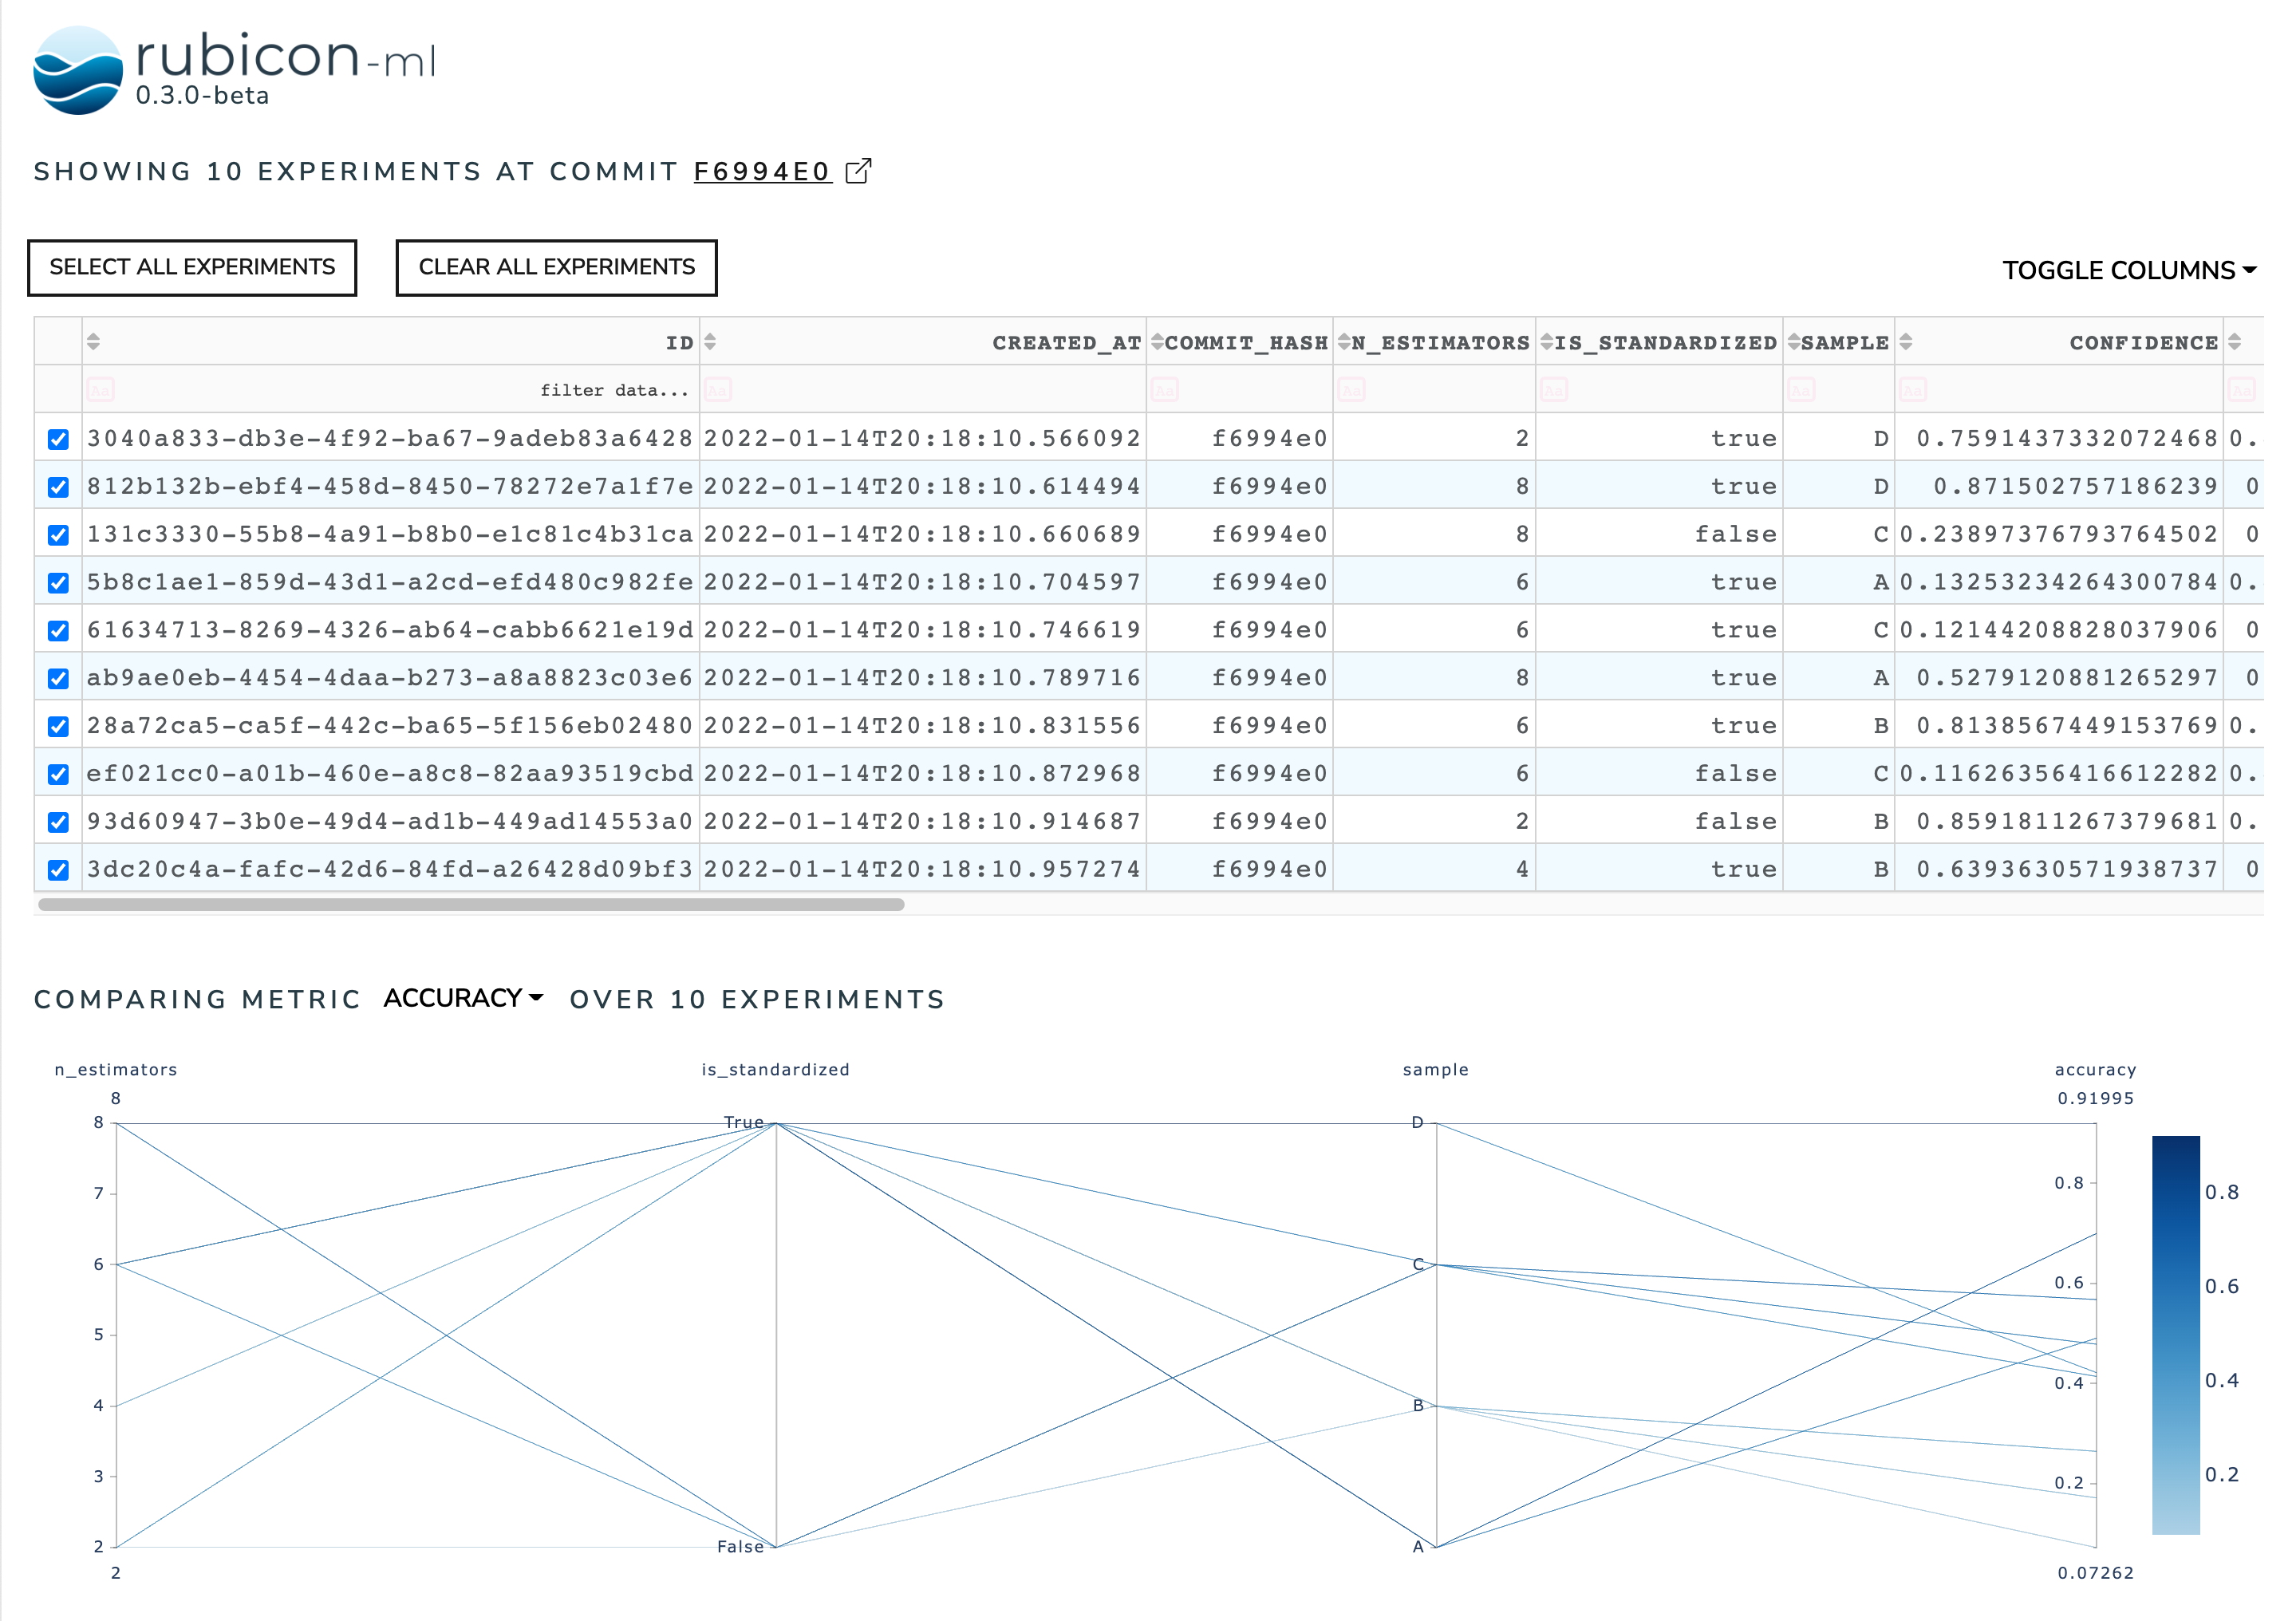 rubicon-ml
0.3.0-beta
SHOWING 10 EXPERIMENTS AT COMMIT F6994E0
SELECT ALL EXPERIMENTS CLEAR ALL EXPERIMENTS TOGGLE COLUMNS
ID CREATED_AT COMMIT_HASH N_ESTIMATORS IS_STANDARDIZED SAMPLE CONFIDENCE
Aa filter data... Aa Aa Aa Aa Aa Aa Aa
3040a833-db3e-4f92-ba67-9adeb83a6428 2022-01-14T20:18:10.566092 f6994e0 2 true D 0.7591437332072468 0.
812b132b-ebf4-458d-8450-78272e7a1f7e 2022-01-14T20:18:10.614494 f6994e0 8 true D 0.871502757186239 0
131c3330-55b8-4a91-b8b0-e1c81c4b31ca 2022-01-14T20:18:10.660689 f6994e0 8 false C 0.23897376793764502 0
5b8c1ae1-859d-43d1-a2cd-efd480c982fe 2022-01-14T20:18:10.704597 f6994e0 6 true A 0.13253234264300784 0.
61634713-8269-4326-ab64-cabb6621e19d 2022-01-14T20:18:10.746619 f6994e0 6 true C 0.12144208828037906 0
ab9ae0eb-4454-4daa-b273-a8a8823c03e6 2022-01-14T20:18:10.789716 f6994e0 8 true A 0.5279120881265297 0
28a72ca5-ca5f-442c-ba65-5f156eb02480 2022-01-14T20:18:10.831556 f6994e0 6 true B 0.8138567449153769 0.
ef021cc0-a01b-460e-a8c8-82aa93519cbd 2022-01-14T20:18:10.872968 f6994e0 6 false C 0.11626356416612282 0.
93d60947-3b0e-49d4-ad1b-449ad14553a0 2022-01-14T20:18:10.914687 f6994e0 2 false B 0.8591811267379681 0.
3dc20c4a-fafc-42d6-84fd-a26428d09bf3 2022-01-14T20:18:10.957274 f6994e0 4 true B 0.6393630571938737 0
COMPARING METRIC ACCURACY OVER 10 EXPERIMENTS
n_estimators is_standardized sample accuracy
8 0.91995
8 True D
7 0.8 0.8
6 C 0.6 0.6
5
4 B 0.4 0.4
3 0.2 0.2
2 False A
2 0.07262